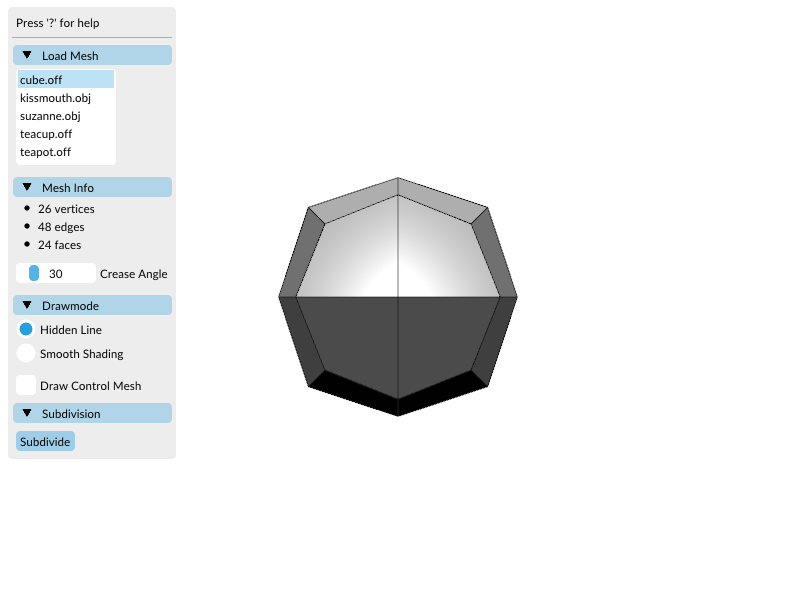 Press '?' for help
Load Mesh
cube.off
kissmouth.obj
suzanne.obj
teacup.off
teapot.off
Mesh Info
26 vertices
48 edges
24 faces
30 Crease Angle
Drawmode
Hidden Line
Smooth Shading
Draw Control Mesh
Subdivision
Subdivide